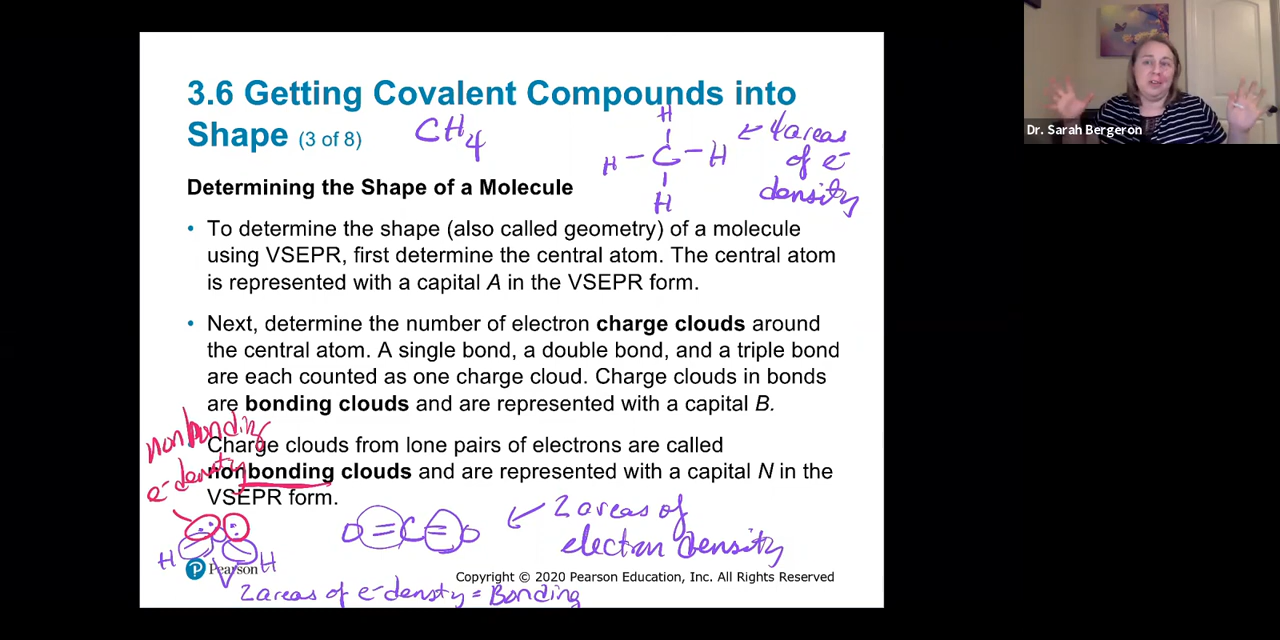 3.6 Getting Covalent Compounds into
Shape (3 of 8)
CH4
H
H – C – H
H
← 4 areas
of e-
density
Dr. Sarah Bergeron
Determining the Shape of a Molecule
• To determine the shape (also called geometry) of a molecule
using VSEPR, first determine the central atom. The central atom
is represented with a capital A in the VSEPR form.
• Next, determine the number of electron charge clouds around
the central atom. A single bond, a double bond, and a triple bond
are each counted as one charge cloud. Charge clouds in bonds
are bonding clouds and are represented with a capital B.
nonbonding
e- density
Charge clouds from lone pairs of electrons are called
nonbonding clouds and are represented with a capital N in the
VSEPR form.
O=C=O
← 2 areas of
electron density
H H
P Pearson
Copyright © 2020 Pearson Education, Inc. All Rights Reserved
2 areas of e- densty = Bonding